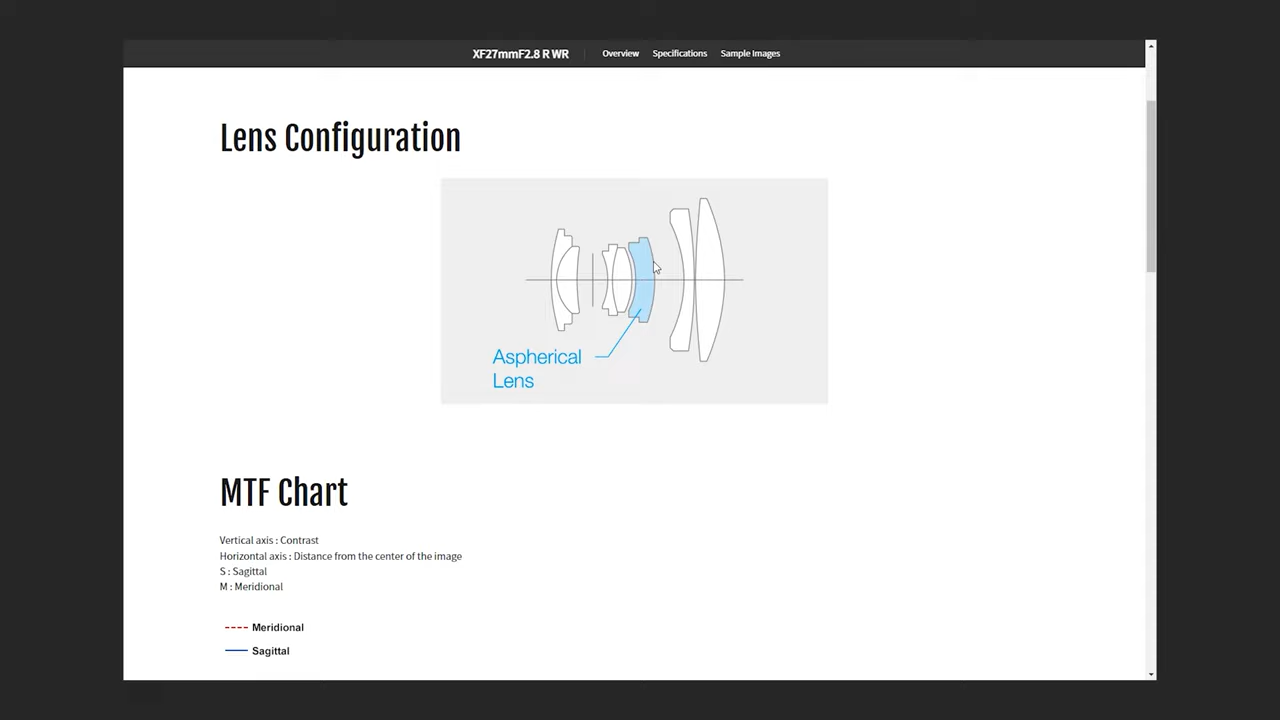 XF27mmF2.8 R WR
Overview Specifications Sample Images
Lens Configuration
Aspherical
Lens
MTF Chart
Vertical axis : Contrast
Horizontal axis : Distance from the center of the image
S : Sagittal
M : Meridional
Meridional
Sagittal